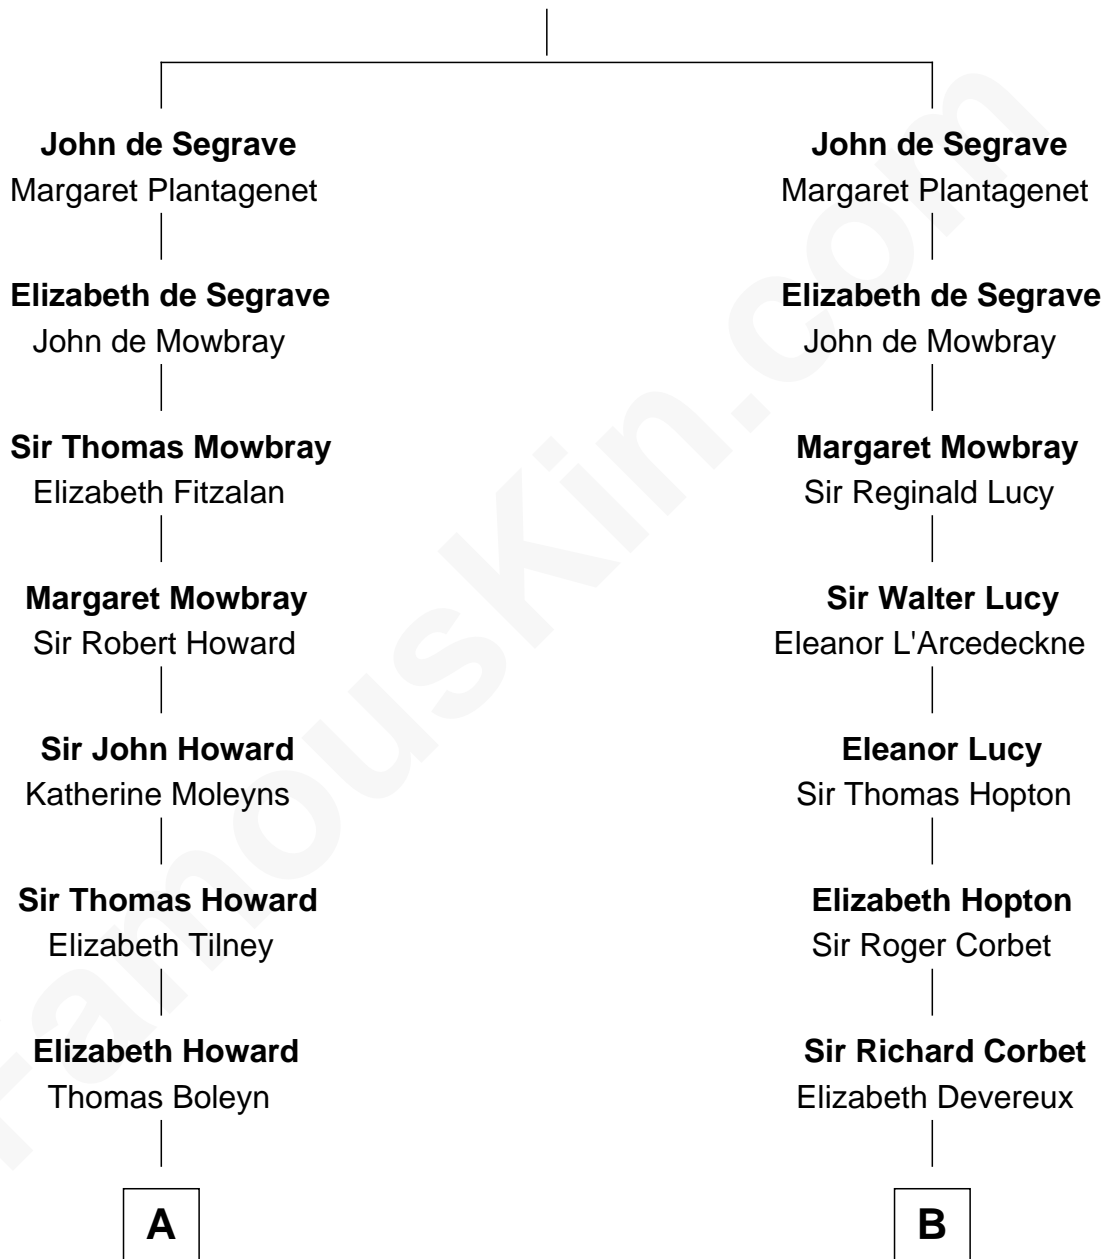 John de Segrave
Margaret Plantagenet
Elizabeth de Segrave
John de Mowbray
Sir Thomas Mowbray
Elizabeth Fitzalan
Margaret Mowbray
Sir Robert Howard
Sir John Howard
Katherine Moleyns
Sir Thomas Howard
Elizabeth Tilney
Elizabeth Howard
Thomas Boleyn
A
John de Segrave
Margaret Plantagenet
Elizabeth de Segrave
John de Mowbray
Margaret Mowbray
Sir Reginald Lucy
Sir Walter Lucy
Eleanor L'Arcedeckne
Eleanor Lucy
Sir Thomas Hopton
Elizabeth Hopton
Sir Roger Corbet
Sir Richard Corbet
Elizabeth Devereux
B
FamousKin.com